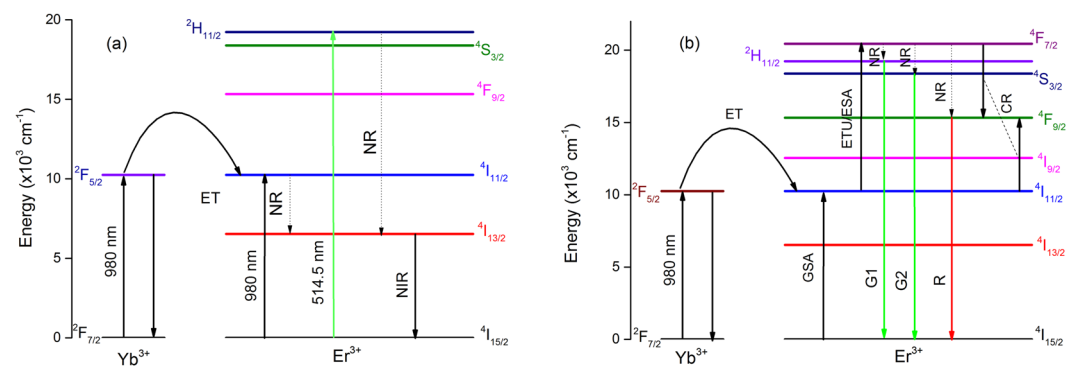 (a)
Energy (x10³ cm⁻¹)
20
15
10
5
0
²H₁₁/₂
⁴S₃/₂
⁴F₉/₂
⁴I₁₁/₂
⁴I₁₃/₂
⁴I₁₅/₂
²F₅/₂
²F₇/₂
ET
NR
NR
980 nm
980 nm
514.5 nm
NIR
Yb³⁺
Er³⁺
(b)
Energy (x10³ cm⁻¹)
20
15
10
5
0
⁴F₇/₂
²H₁₁/₂
⁴S₃/₂
⁴F₉/₂
⁴I₉/₂
⁴I₁₁/₂
⁴I₁₃/₂
⁴I₁₅/₂
²F₅/₂
²F₇/₂
ET
ETU/ESA
NR
NR
NR
CR
980 nm
GSA
G1
G2
R
Yb³⁺
Er³⁺